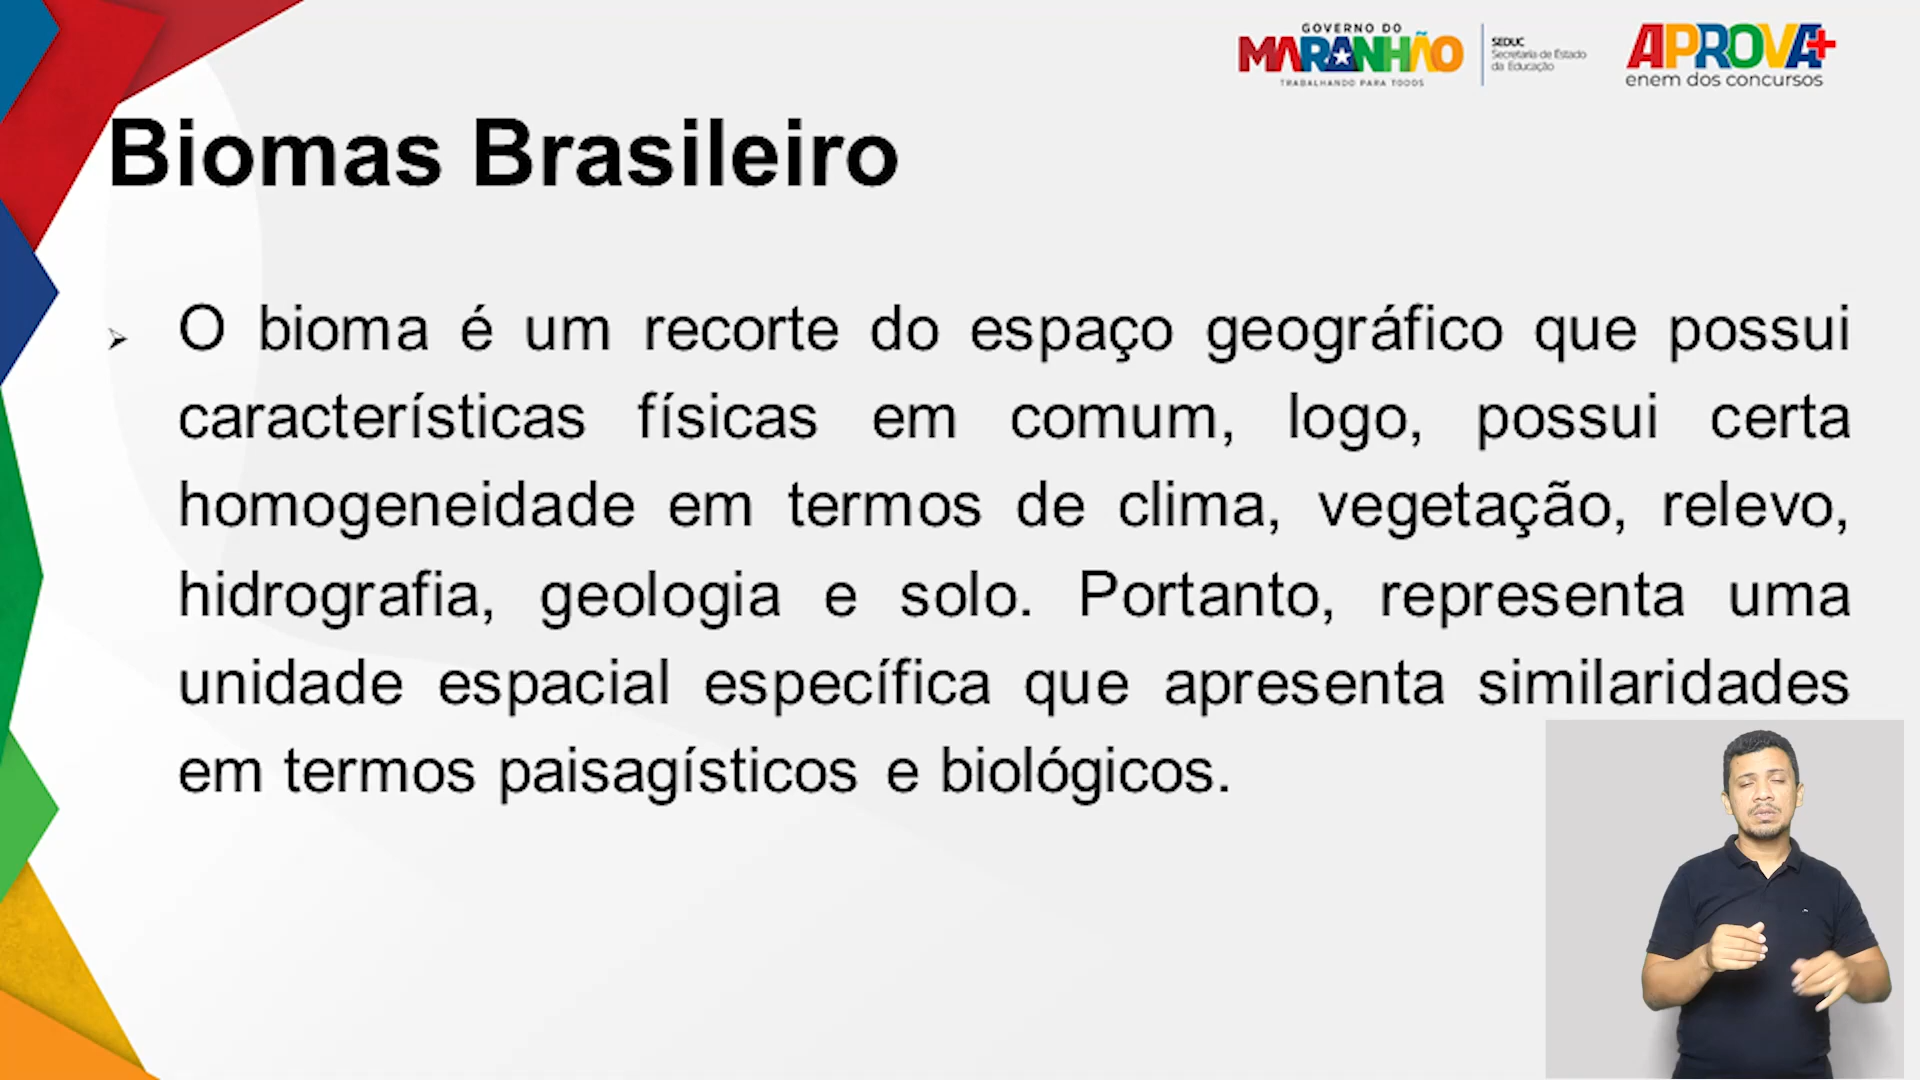 GOVERNO DO
MARANHÃO
TRABALHANDO PARA TODOS
SEDUC
Secretaria de Estado
da Educação
APROVA+
enem dos concursos
Biomas Brasileiro
➢ O bioma é um recorte do espaço geográfico que possui
características físicas em comum, logo, possui certa
homogeneidade em termos de clima, vegetação, relevo,
hidrografia, geologia e solo. Portanto, representa uma
unidade espacial específica que apresenta similaridades
em termos paisagísticos e biológicos.